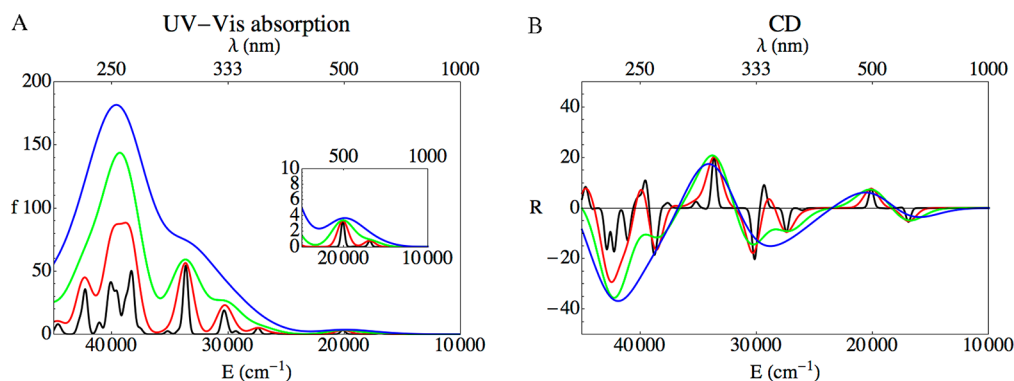 A
UV−Vis absorption
λ (nm)
250 333 500 1000
200
150
f 100
50
0
40000 30000 20000 10000
E (cm−1)
500 1000
10
8
6
4
2
0
20000 10000
B
CD
λ (nm)
250 333 500 1000
40
20
R 0
−20
−40
40000 30000 20000 10000
E (cm−1)